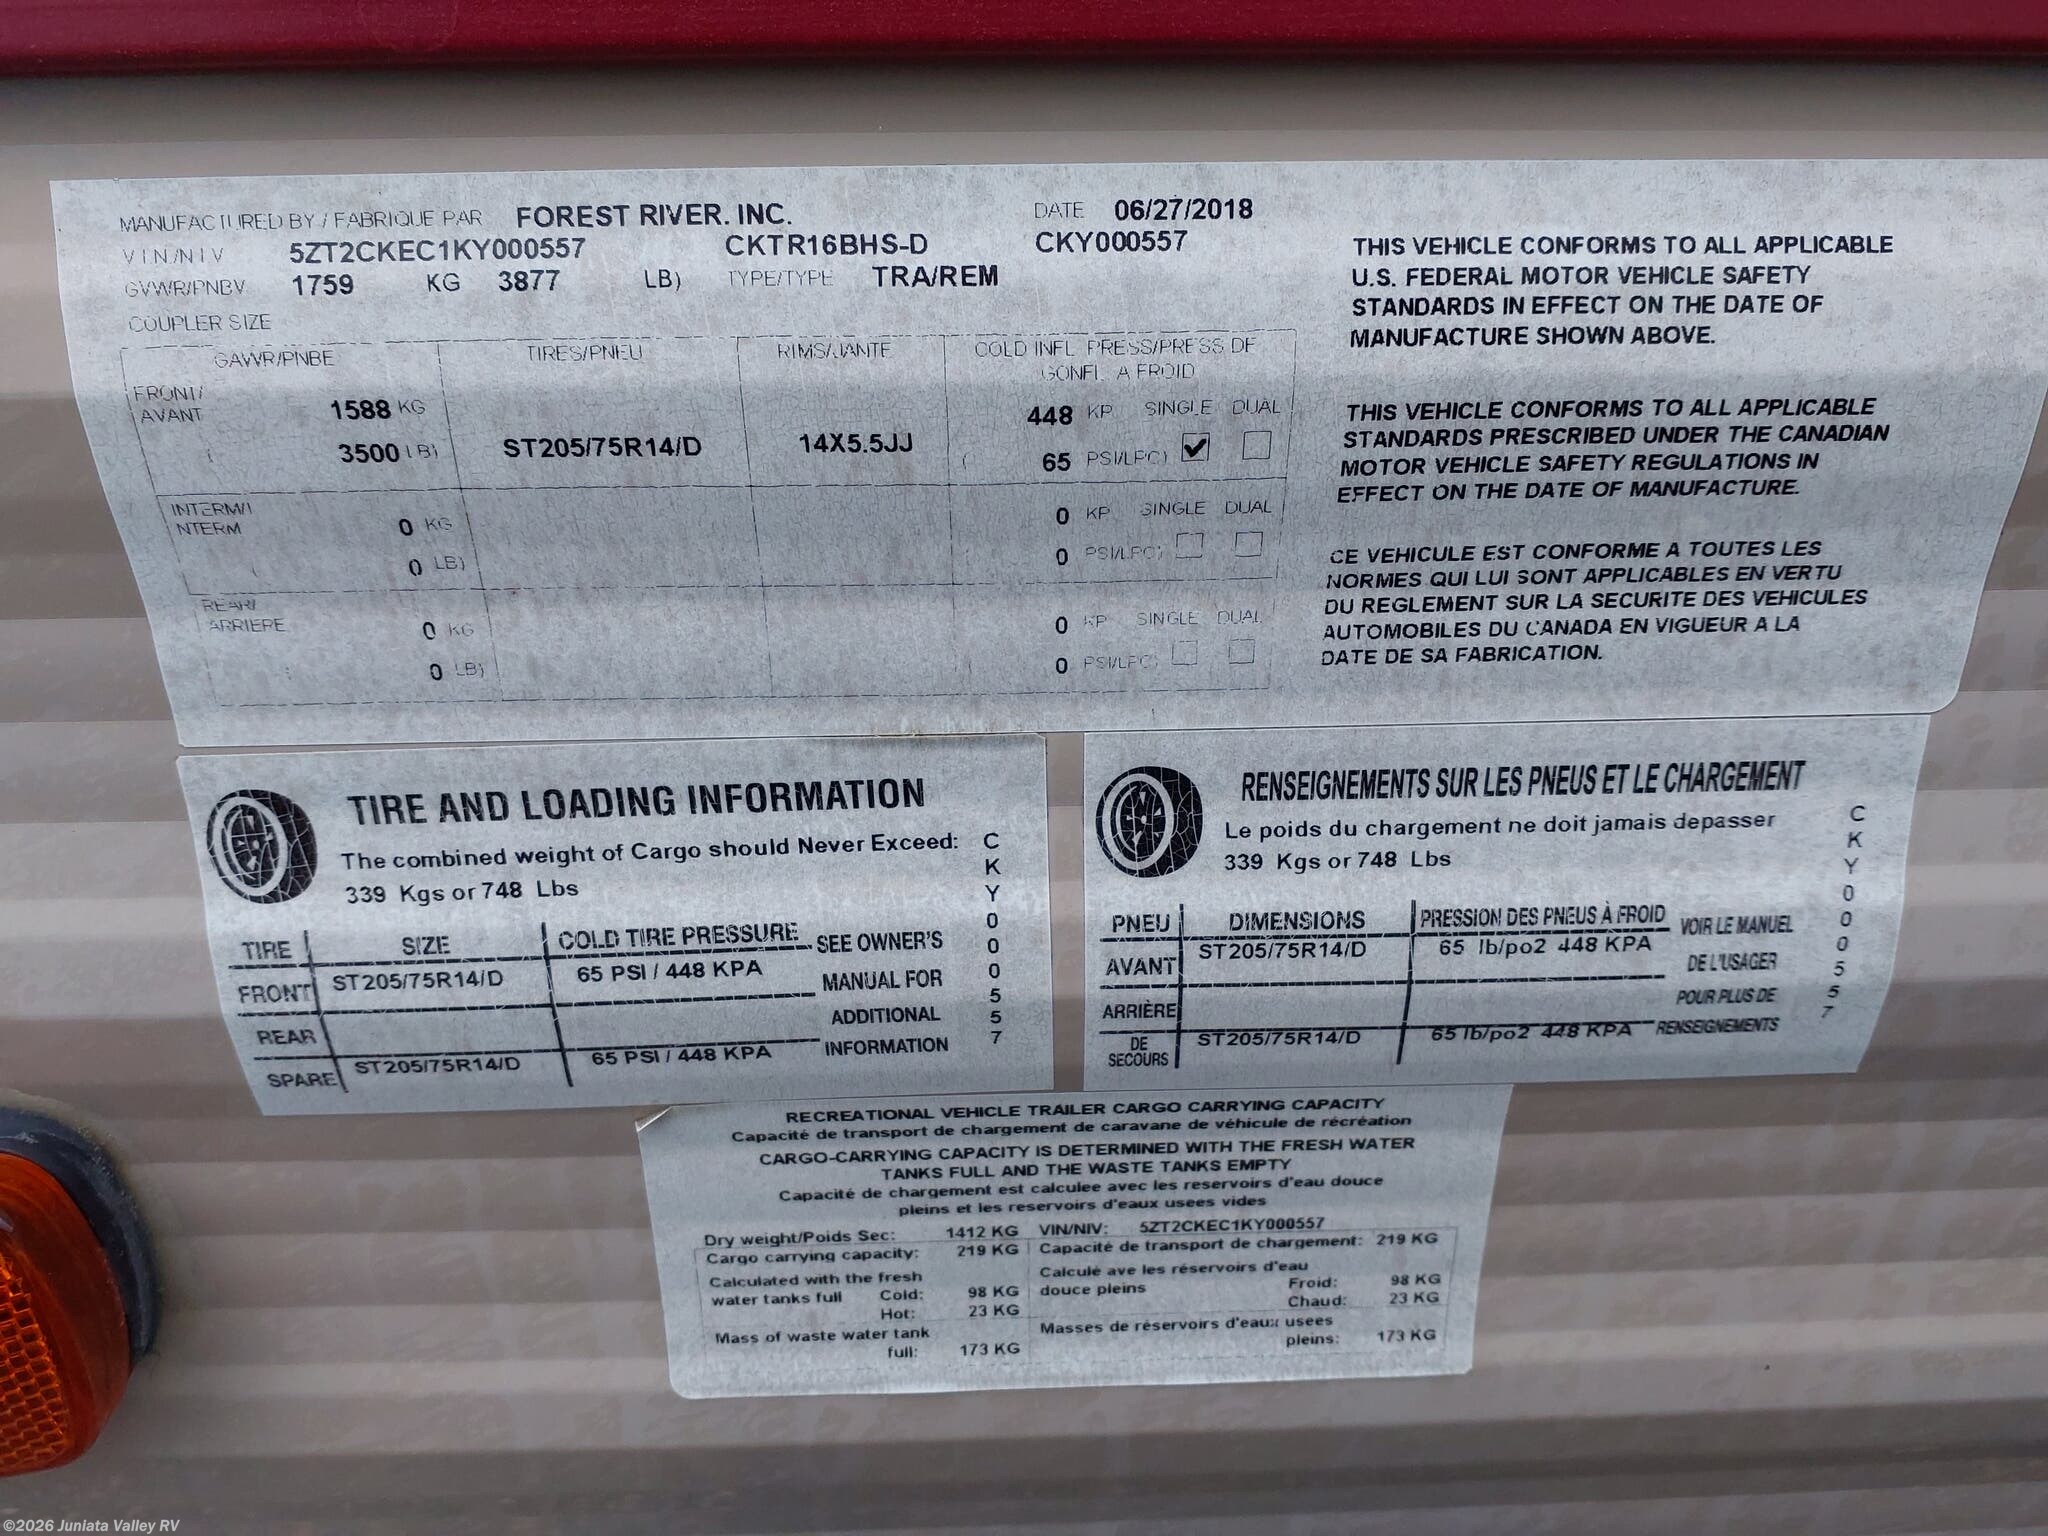 MANUFACTURED BY / FABRIQUE PAR FOREST RIVER. INC. DATE 06/27/2018
V I N./N I V 5ZT2CKEC1KY000557 CKTR16BHS-D CKY000557
GVWR/PNBV 1759 KG 3877 LB) TYPE/TYPE TRA/REM
COUPLER SIZE
GAWR/PNBE TIRES/PNEU RIMS/JANTE COLD INFL PRESS/PRESS DE
GONFL A FROID
FRONT/
AVANT 1588 KG 448 KP SINGLE DUAL
( 3500 LB) ST205/75R14/D 14X5.5JJ ( 65 PSI/LPC)
INTERM/I
NTERM 0 KG 0 KP SINGLE DUAL
( 0 LB) ( 0 PSI/LPC)
REAR/
ARRIERE 0 KG 0 KP SINGLE DUAL
0 LB) 0 PSI/LPC)
THIS VEHICLE CONFORMS TO ALL APPLICABLE
U.S. FEDERAL MOTOR VEHICLE SAFETY
STANDARDS IN EFFECT ON THE DATE OF
MANUFACTURE SHOWN ABOVE.
THIS VEHICLE CONFORMS TO ALL APPLICABLE
STANDARDS PRESCRIBED UNDER THE CANADIAN
MOTOR VEHICLE SAFETY REGULATIONS IN
EFFECT ON THE DATE OF MANUFACTURE.
CE VEHICULE EST CONFORME A TOUTES LES
NORMES QUI LUI SONT APPLICABLES EN VERTU
DU REGLEMENT SUR LA SECURITE DES VEHICULES
AUTOMOBILES DU CANADA EN VIGUEUR A LA
DATE DE SA FABRICATION.
TIRE AND LOADING INFORMATION
The combined weight of Cargo should Never Exceed:
339 Kgs or 748 Lbs
TIRE SIZE COLD TIRE PRESSURE SEE OWNER'S
FRONT ST205/75R14/D 65 PSI / 448 KPA MANUAL FOR
REAR ADDITIONAL
SPARE ST205/75R14/D 65 PSI / 448 KPA INFORMATION
CKY000557
RENSEIGNEMENTS SUR LES PNEUS ET LE CHARGEMENT
Le poids du chargement ne doit jamais depasser
339 Kgs or 748 Lbs
PNEU DIMENSIONS PRESSION DES PNEUS À FROID VOIR LE MANUEL
AVANT ST205/75R14/D 65 lb/po2 448 KPA DE L'USAGER
ARRIÈRE POUR PLUS DE
DE
SECOURS ST205/75R14/D 65 lb/po2 448 KPA RENSEIGNEMENTS
CKY000557
RECREATIONAL VEHICLE TRAILER CARGO CARRYING CAPACITY
Capacité de transport de chargement de caravane de véhicule de récréation
CARGO-CARRYING CAPACITY IS DETERMINED WITH THE FRESH WATER
TANKS FULL AND THE WASTE TANKS EMPTY
Capacité de chargement est calculee avec les reservoirs d'eau douce
pleins et les reservoirs d'eaux usees vides
Dry weight/Poids Sec: 1412 KG VIN/NIV: 5ZT2CKEC1KY000557
Cargo carrying capacity: 219 KG Capacité de transport de chargement: 219 KG
Calculated with the fresh Calculé ave les réservoirs d'eau
water tanks full Cold: 98 KG douce pleins Froid: 98 KG
Hot: 23 KG Chaud: 23 KG
Mass of waste water tank Masses de réservoirs d'eaux usees
full: 173 KG pleins: 173 KG
©2026 Juniata Valley RV